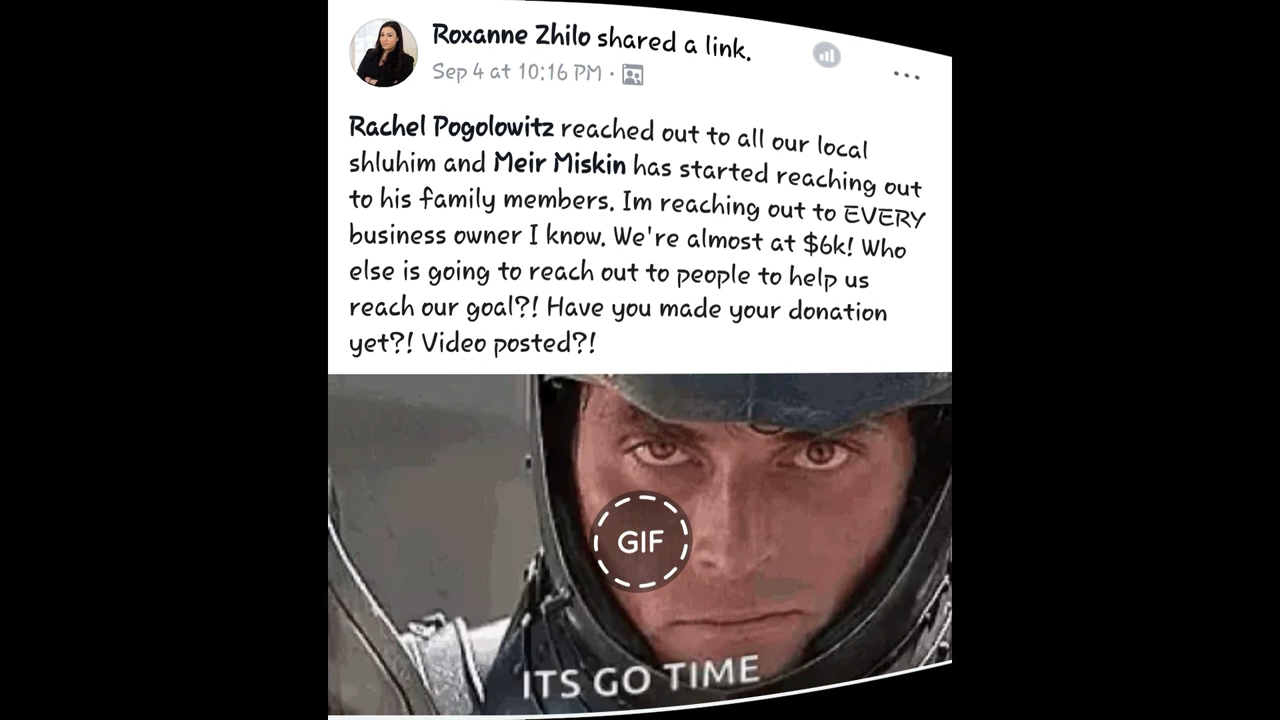 Roxanne Zhilo shared a link.
Sep 4 at 10:16 PM ·
Rachel Pogolowitz reached out to all our local
shluhim and Meir Miskin has started reaching out
to his family members. Im reaching out to EVERY
business owner I know. We're almost at $6k! Who
else is going to reach out to people to help us
reach our goal?! Have you made your donation
yet?! Video posted?!
GIF
ITS GO TIME